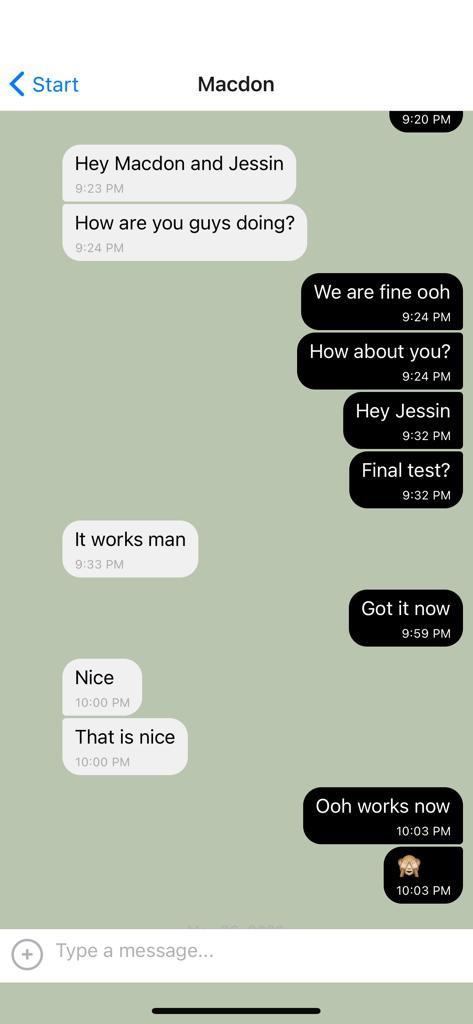 Start
Macdon
9:20 PM
Hey Macdon and Jessin
9:23 PM
How are you guys doing?
9:24 PM
We are fine ooh
9:24 PM
How about you?
9:24 PM
Hey Jessin
9:32 PM
Final test?
9:32 PM
It works man
9:33 PM
Got it now
9:59 PM
Nice
10:00 PM
That is nice
10:00 PM
Ooh works now
10:03 PM
🙈
10:03 PM
Type a message...